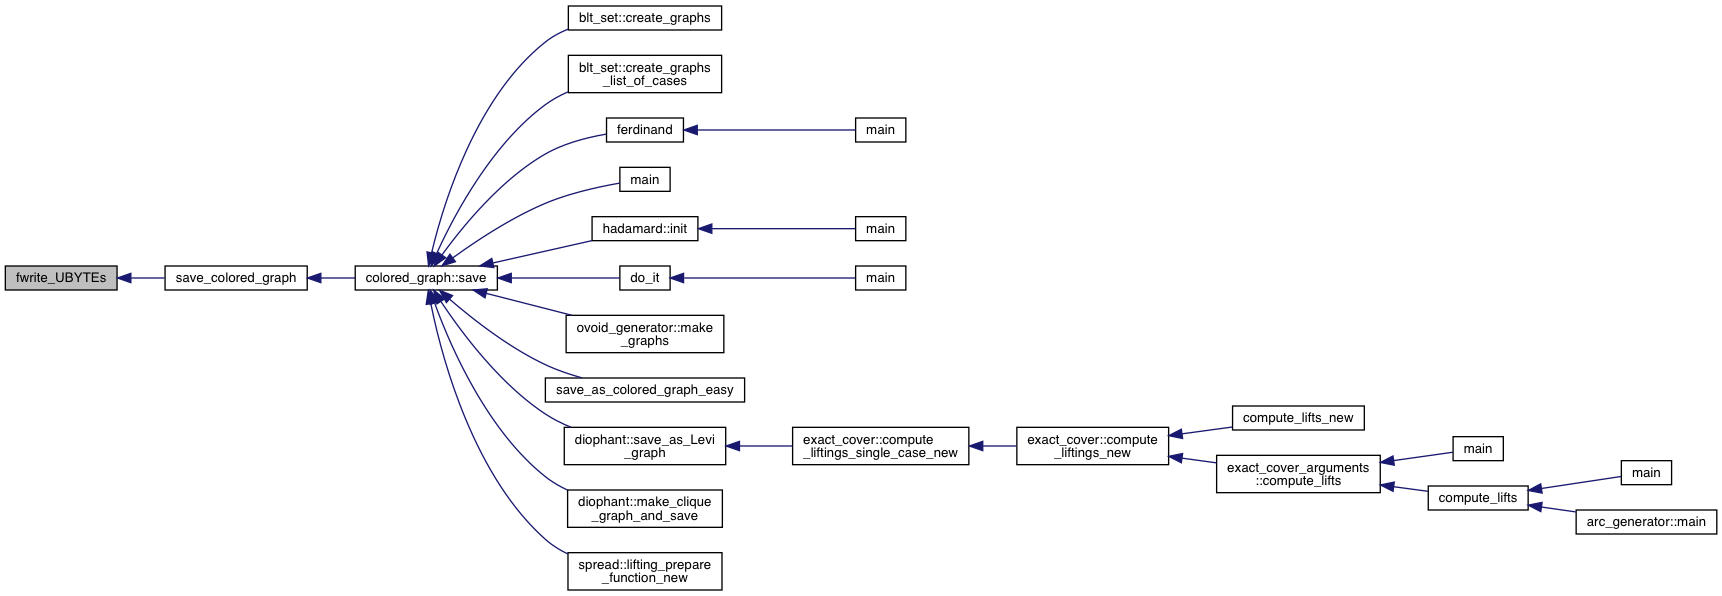 blt_set::create_graphs
blt_set::create_graphs
_list_of_cases
ferdinand
main
main
hadamard::init
main
fwrite_UBYTEs
save_colored_graph
colored_graph::save
do_it
main
ovoid_generator::make
_graphs
save_as_colored_graph_easy
diophant::save_as_Levi
_graph
exact_cover::compute
_liftings_single_case_new
exact_cover::compute
_liftings_new
compute_lifts_new
exact_cover_arguments
::compute_lifts
main
compute_lifts
main
arc_generator::main
diophant::make_clique
_graph_and_save
spread::lifting_prepare
_function_new